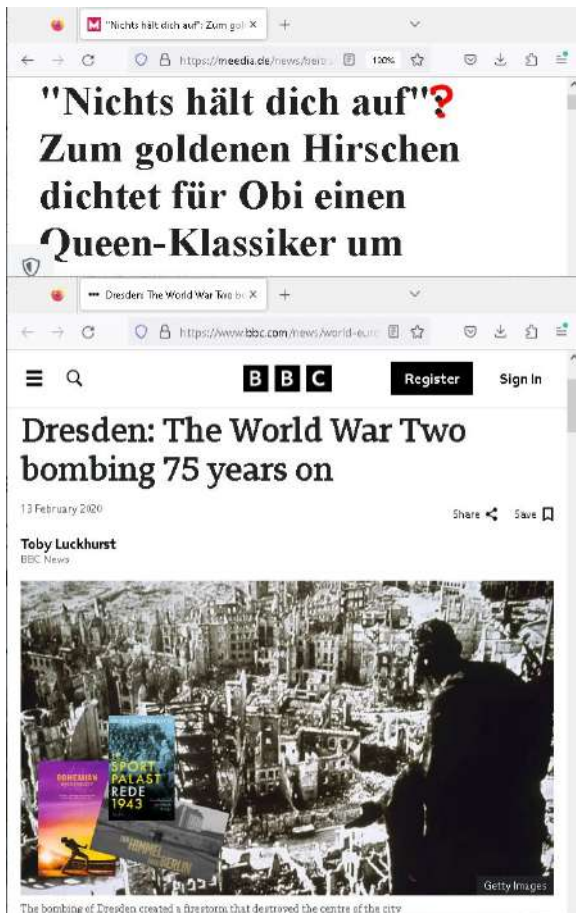 "Nichts hält dich auf": Zum gol
https://meedia.de/news/beitr
120%
"Nichts hält dich auf"?
Zum goldenen Hirschen
dichtet für Obi einen
Queen-Klassiker um
Dresden: The World War Two b
https://www.bbc.com/news/world-euro
BBC
Register
Sign In
Dresden: The World War Two
bombing 75 years on
13 February 2020
Share
Save
Toby Luckhurst
BBC News
SPORT
PALAST
REDE
1943
BOHEMIAN
HIMMEL
BERLIN
Getty Images
The bombing of Dresden created a firestorm that destroyed the centre of the city